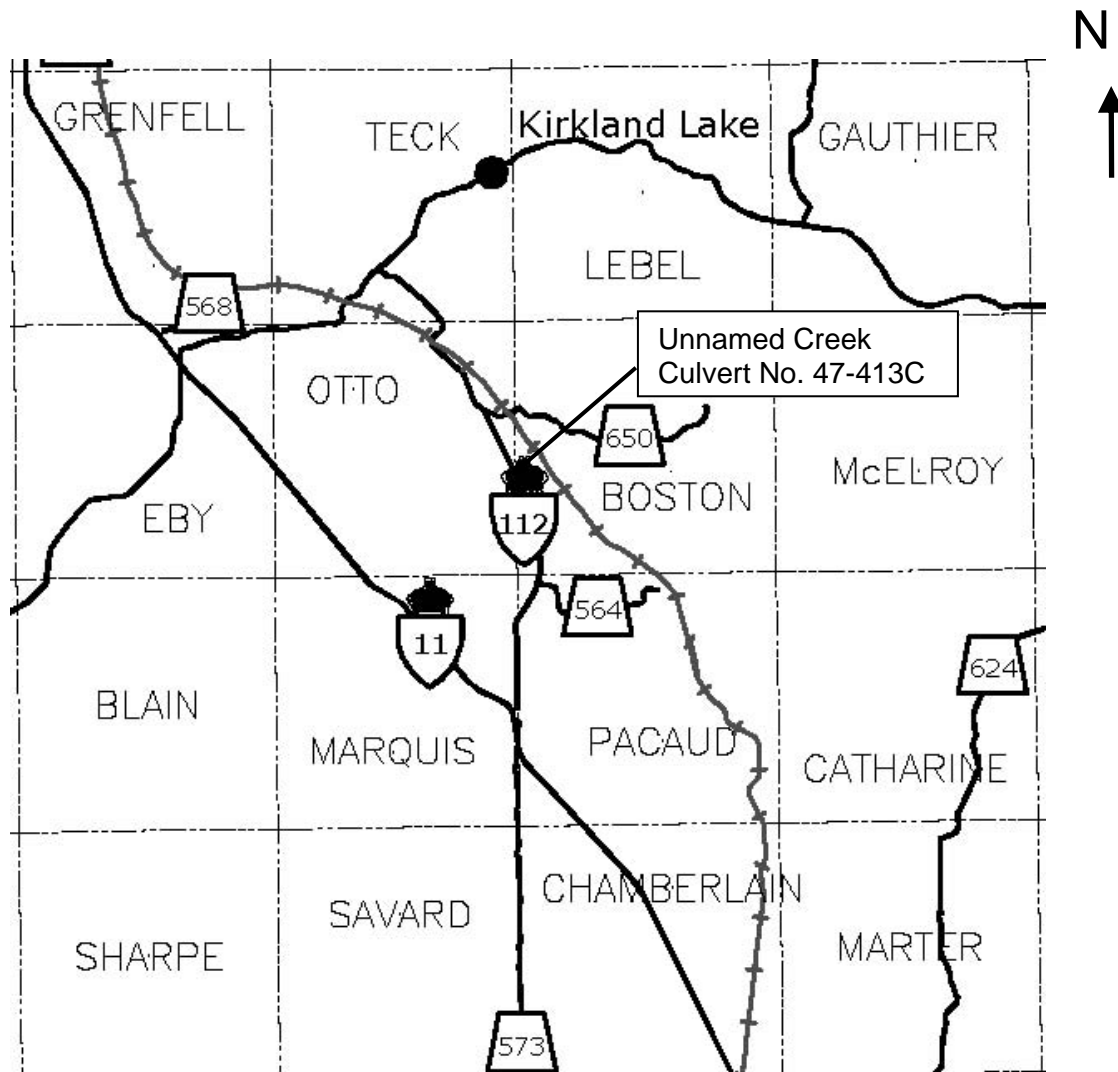 N
GRENFELL
TECK
Kirkland Lake
GAUTHIER
LEBEL
568
Unnamed Creek
Culvert No. 47-413C
OTTO
650
McELROY
BOSTON
EBY
112
564
11
624
BLAIN
MARQUIS
PACAUD
CATHARINE
CHAMBERLAIN
SAVARD
SHARPE
MARTER
573